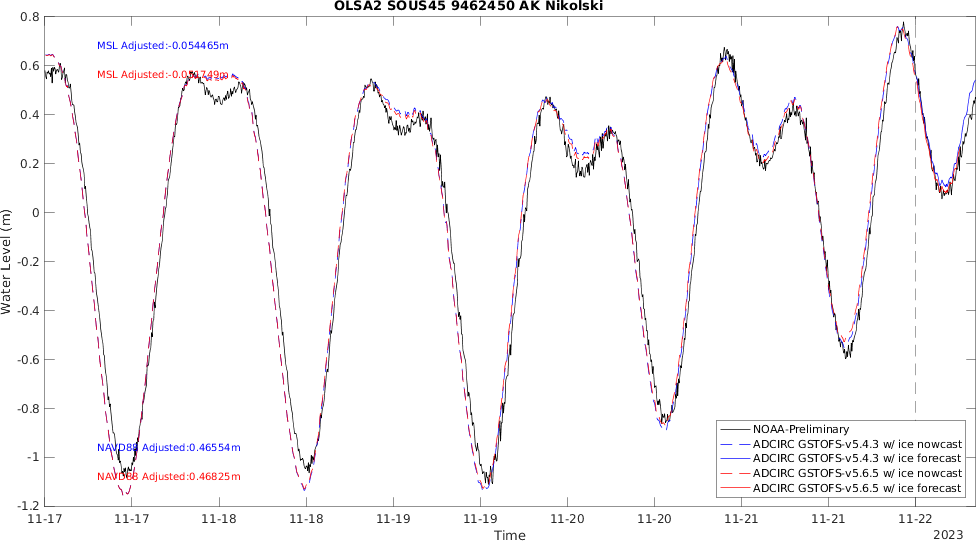 OLSA2 SOUS45 9462450 AK Nikolski
0.8
0.6
0.4
0.2
0
-0.2
-0.4
-0.6
-0.8
-1
-1.2
Water Level (m)
MSL Adjusted:-0.054465m
MSL Adjusted:-0.051749m
NAVD88 Adjusted:0.46554m
NAVD88 Adjusted:0.46825m
NOAA-Preliminary
ADCIRC GSTOFS-v5.4.3 w/ ice nowcast
ADCIRC GSTOFS-v5.4.3 w/ ice forecast
ADCIRC GSTOFS-v5.6.5 w/ ice nowcast
ADCIRC GSTOFS-v5.6.5 w/ ice forecast
11-17 11-17 11-18 11-18 11-19 11-19 11-20 11-20 11-21 11-21 11-22
Time
2023